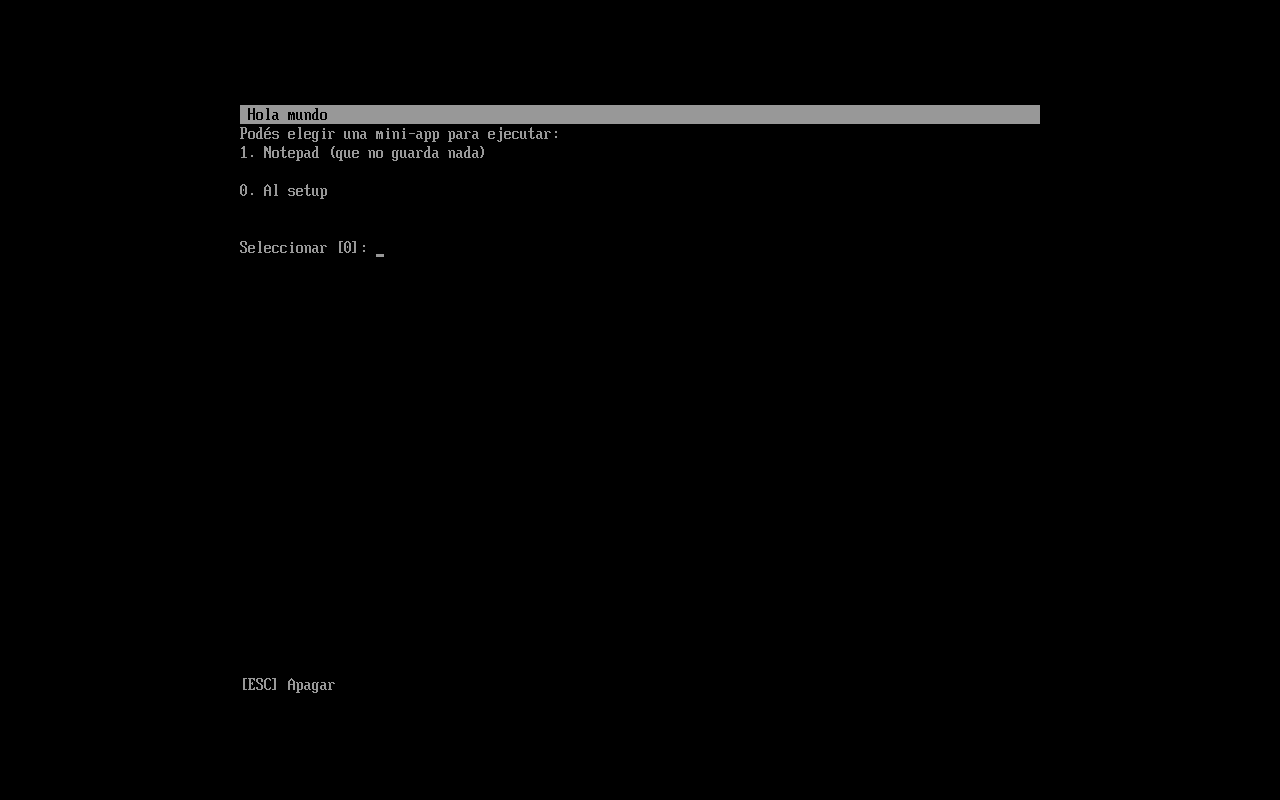 Hola mundo
Podés elegir una mini-app para ejecutar:
1. Notepad (que no guarda nada)
0. Al setup
Seleccionar [0]: _
[ESC] Apagar